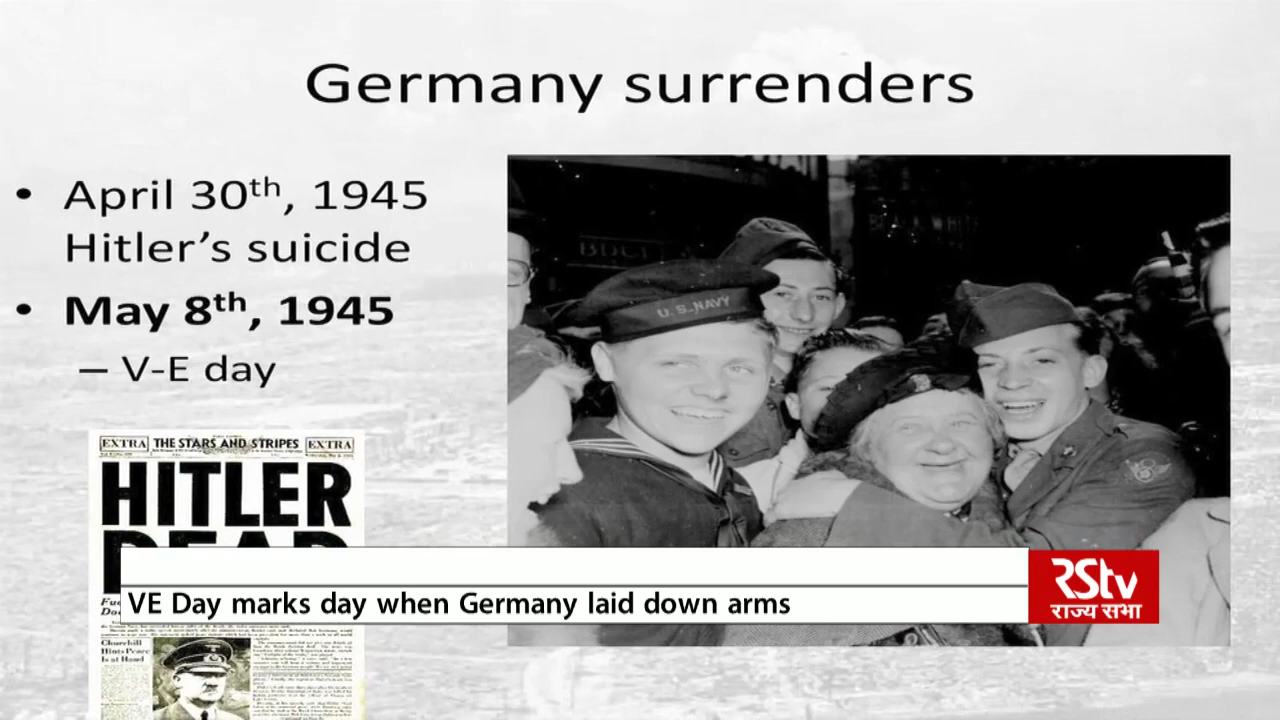 Germany surrenders
• April 30th, 1945
Hitler's suicide
• May 8th, 1945
– V-E day
EXTRA THE STARS AND STRIPES EXTRA
HITLER
DEAD
Churchill
Hints Peace
Is at Hand
U.S. NAVY
VE Day marks day when Germany laid down arms
RStv
राज्य सभा